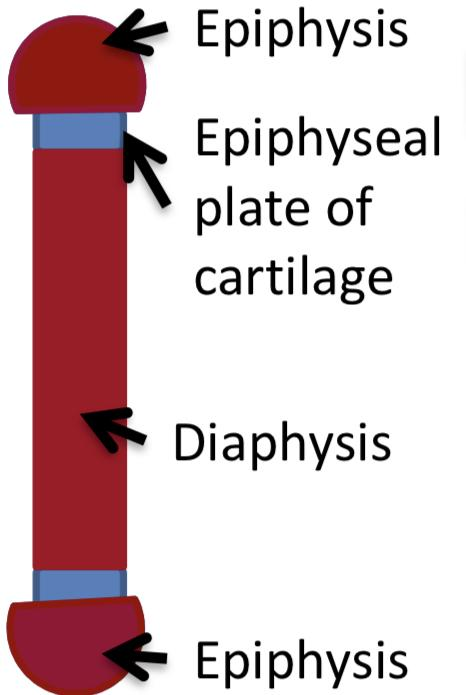 Epiphysis
Epiphyseal
plate of
cartilage
Diaphysis
Epiphysis